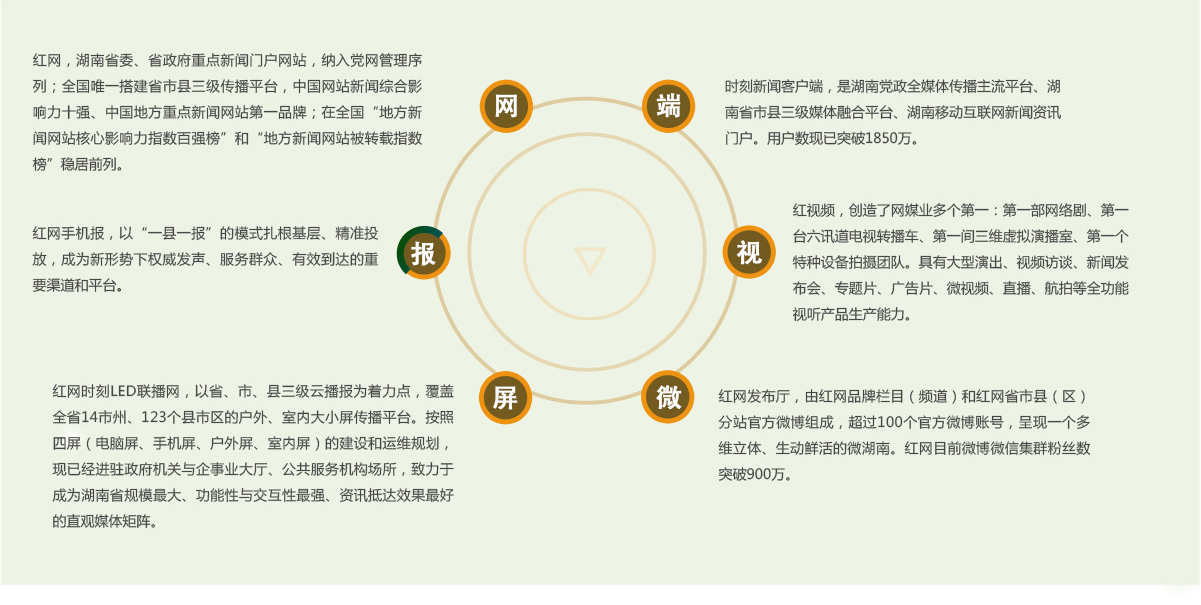 网
红网，湖南省委、省政府重点新闻门户网站，纳入党网管理序
列；全国唯一搭建省市县三级传播平台，中国网站新闻综合影
响力十强、中国地方重点新闻网站第一品牌；在全国“地方新
闻网站核心影响力指数百强榜”和“地方新闻网站被转载指数
榜”稳居前列。
端
时刻新闻客户端，是湖南党政全媒体传播主流平台、湖
南省市县三级媒体融合平台、湖南移动互联网新闻资讯
门户。用户数现已突破1850万。
报
红网手机报，以“一县一报”的模式扎根基层、精准投
放，成为新形势下权威发声、服务群众、有效到达的重
要渠道和平台。
视
红视频，创造了网媒业多个第一：第一部网络剧、第一
台六讯道电视转播车、第一间三维虚拟演播室、第一个
特种设备拍摄团队。具有大型演出、视频访谈、新闻发
布会、专题片、广告片、微视频、直播、航拍等全功能
视听产品生产能力。
屏
红网时刻LED联播网，以省、市、县三级云播报为着力点，覆盖
全省14市州、123个县市区的户外、室内大小屏传播平台。按照
四屏（电脑屏、手机屏、户外屏、室内屏）的建设和运维规划，
现已经进驻政府机关与企事业大厅、公共服务机构场所，致力于
成为湖南省规模最大、功能性与交互性最强、资讯抵达效果最好
的直观媒体矩阵。
微
红网发布厅，由红网品牌栏目（频道）和红网省市县（区）
分站官方微博组成，超过100个官方微博账号，呈现一个多
维立体、生动鲜活的微湖南。红网目前微博微信集群粉丝数
突破900万。